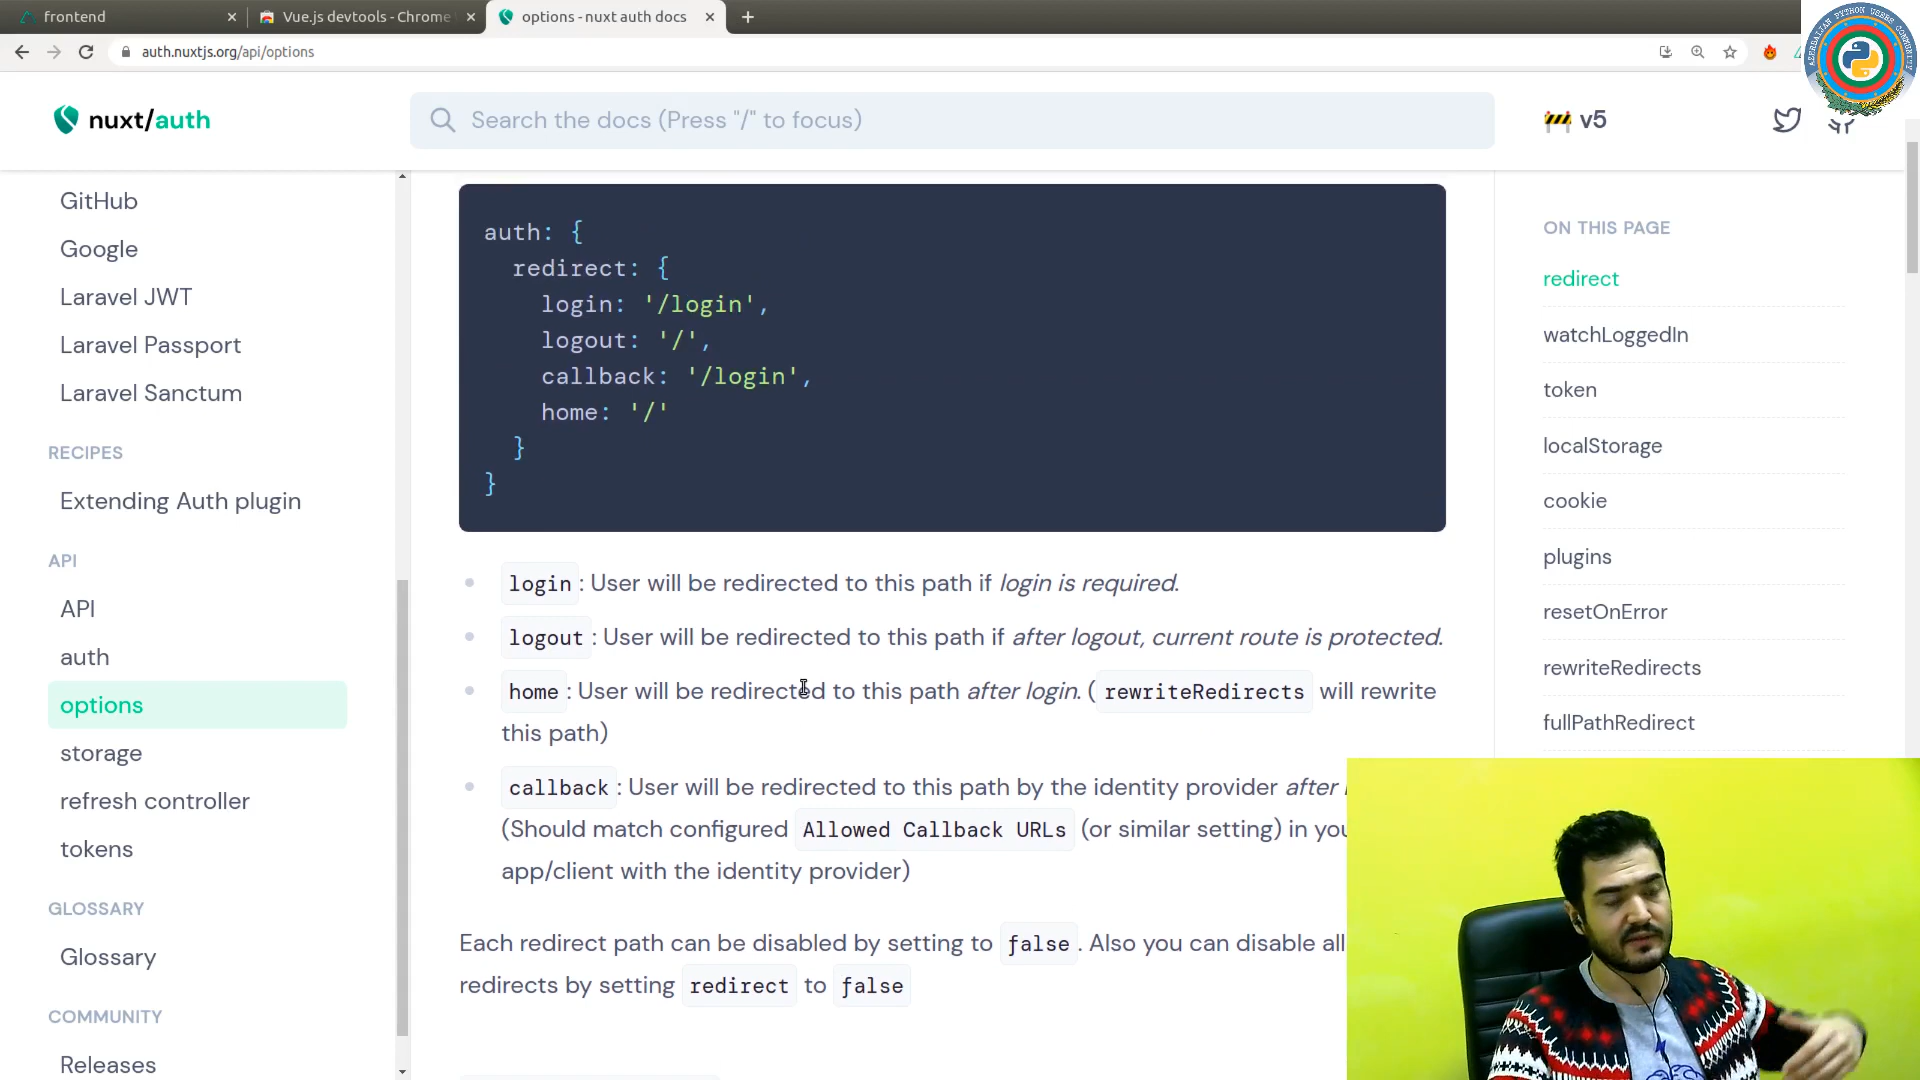 frontend
Vue.js devtools - Chrome
options - nuxt auth docs
auth.nuxtjs.org/api/options
AZERBAIJAN PYTHON USERS COMMUNITY
nuxt/auth
Search the docs (Press "/" to focus)
🚧 v5
GitHub
Google
Laravel JWT
Laravel Passport
Laravel Sanctum
RECIPES
Extending Auth plugin
API
API
auth
options
storage
refresh controller
tokens
GLOSSARY
Glossary
COMMUNITY
Releases
auth: {
redirect: {
login: '/login',
logout: '/',
callback: '/login',
home: '/'
}
}
login: User will be redirected to this path if login is required.
logout: User will be redirected to this path if after logout, current route is protected.
home: User will be redirected to this path after login. (rewriteRedirects will rewrite
this path)
callback: User will be redirected to this path by the identity provider after
(Should match configured Allowed Callback URLs (or similar setting) in
app/client with the identity provider)
Each redirect path can be disabled by setting to false. Also you can disable all
redirects by setting redirect to false
ON THIS PAGE
redirect
watchLoggedIn
token
localStorage
cookie
plugins
resetOnError
rewriteRedirects
fullPathRedirect